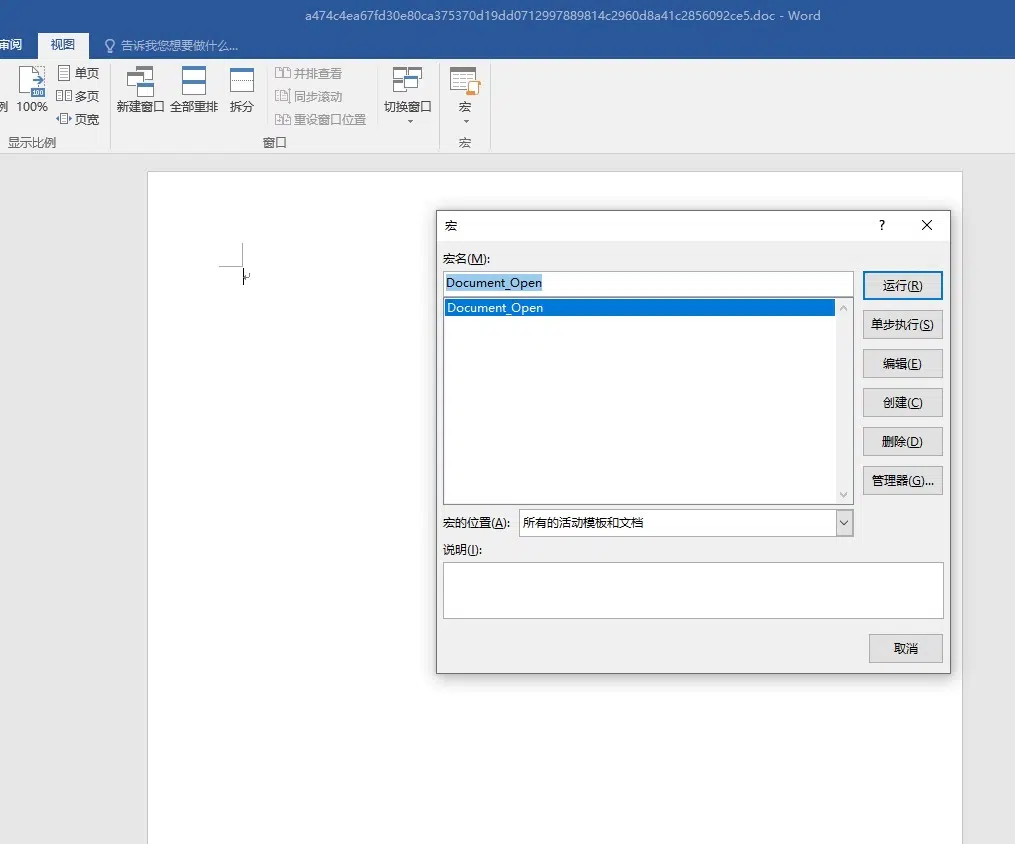 a474c4ea67fd30e80ca375370d19dd0712997889814c2960d8a41c2856092ce5.doc - Word
审阅 视图 告诉我您想要做什么...
例 100% 单页 多页 页宽
新建窗口 全部重排 拆分
并排查看
同步滚动
重设窗口位置
切换窗口
宏
显示比例 窗口 宏
宏 ?
宏名(M):
Document_Open
Document_Open
运行(R)
单步执行(S)
编辑(E)
创建(C)
删除(D)
管理器(G)...
宏的位置(A): 所有的活动模板和文档
说明(I):
取消